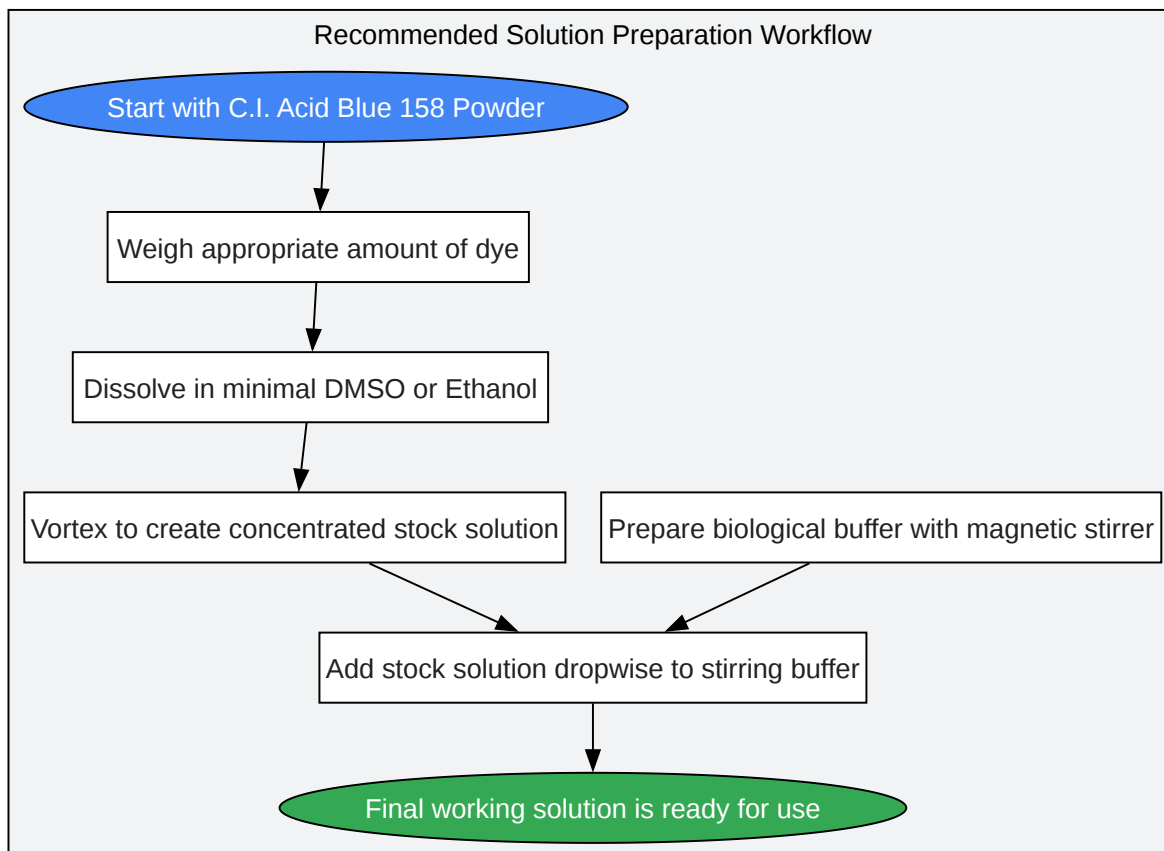 Recommended Solution Preparation Workflow
Start with C.I. Acid Blue 158 Powder
Weigh appropriate amount of dye
Dissolve in minimal DMSO or Ethanol
Vortex to create concentrated stock solution
Prepare biological buffer with magnetic stirrer
Add stock solution dropwise to stirring buffer
Final working solution is ready for use